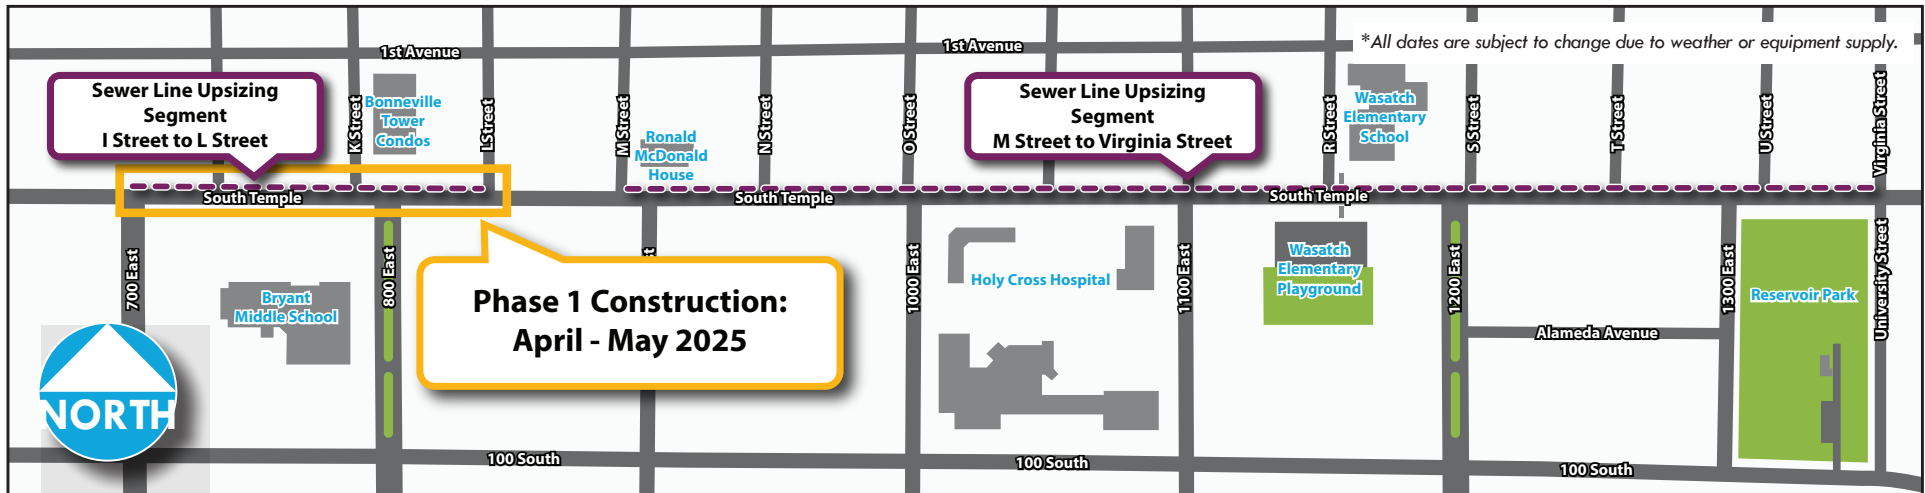 1st Avenue
1st Avenue
*All dates are subject to change due to weather or equipment supply.
Sewer Line Upsizing
Segment
I Street to L Street
K Street
Bonneville
Tower
Condos
L Street
M Street
Ronald
McDonald
House
N Street
O Street
Sewer Line Upsizing
Segment
M Street to Virginia Street
R Street
Wasatch
Elementary
School
S Street
T Street
U Street
Virginia Street
South Temple
South Temple
South Temple
700 East
Bryant
Middle School
800 East
Phase 1 Construction:
April - May 2025
1000 East
Holy Cross Hospital
1100 East
Wasatch
Elementary
Playground
1200 East
Alameda Avenue
1300 East
Reservoir Park
University Street
NORTH
100 South
100 South
100 South